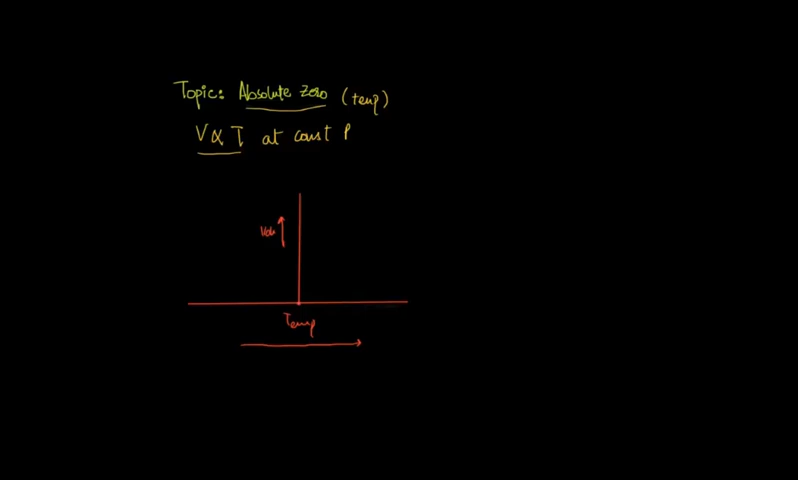 Topic: Absolute Zero (temp)
V ∝ T at const P
Vol
Temp